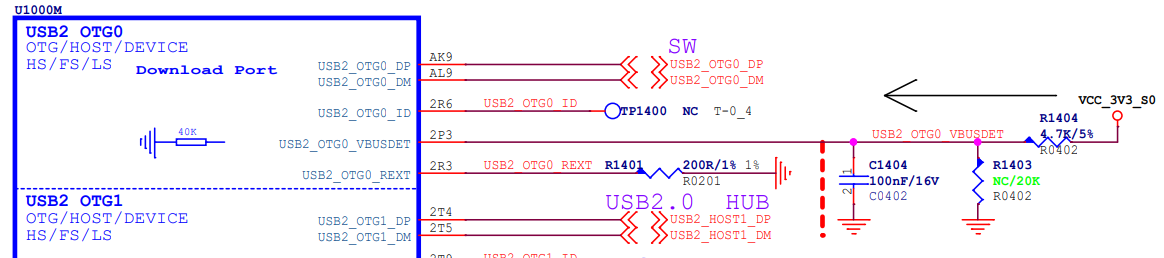 U1000M
USB2 OTG0
OTG/HOST/DEVICE
HS/FS/LS
Download Port
USB2_OTG0_DP
USB2_OTG0_DM
USB2_OTG0_ID
40K
USB2_OTG0_VBUSDET
USB2_OTG0_REXT
AK9
AL9
2R6
2P3
2R3
SW
USB2_OTG0_DP
USB2_OTG0_DM
USB2_OTG0_ID
TP1400 NC T-0_4
VCC_3V3_S0
R1404
4.7K/5%
R0402
USB2_OTG0_VBUSDET
USB2_OTG0_REXT
R1401 200R/1% 1%
R0201
1
2
C1404
100nF/16V
C0402
R1403
NC/20K
R0402
USB2 OTG1
OTG/HOST/DEVICE
HS/FS/LS
USB2_OTG1_DP
USB2_OTG1_DM
2T4
2T5
USB2.0 HUB
USB2_HOST1_DP
USB2_HOST1_DM